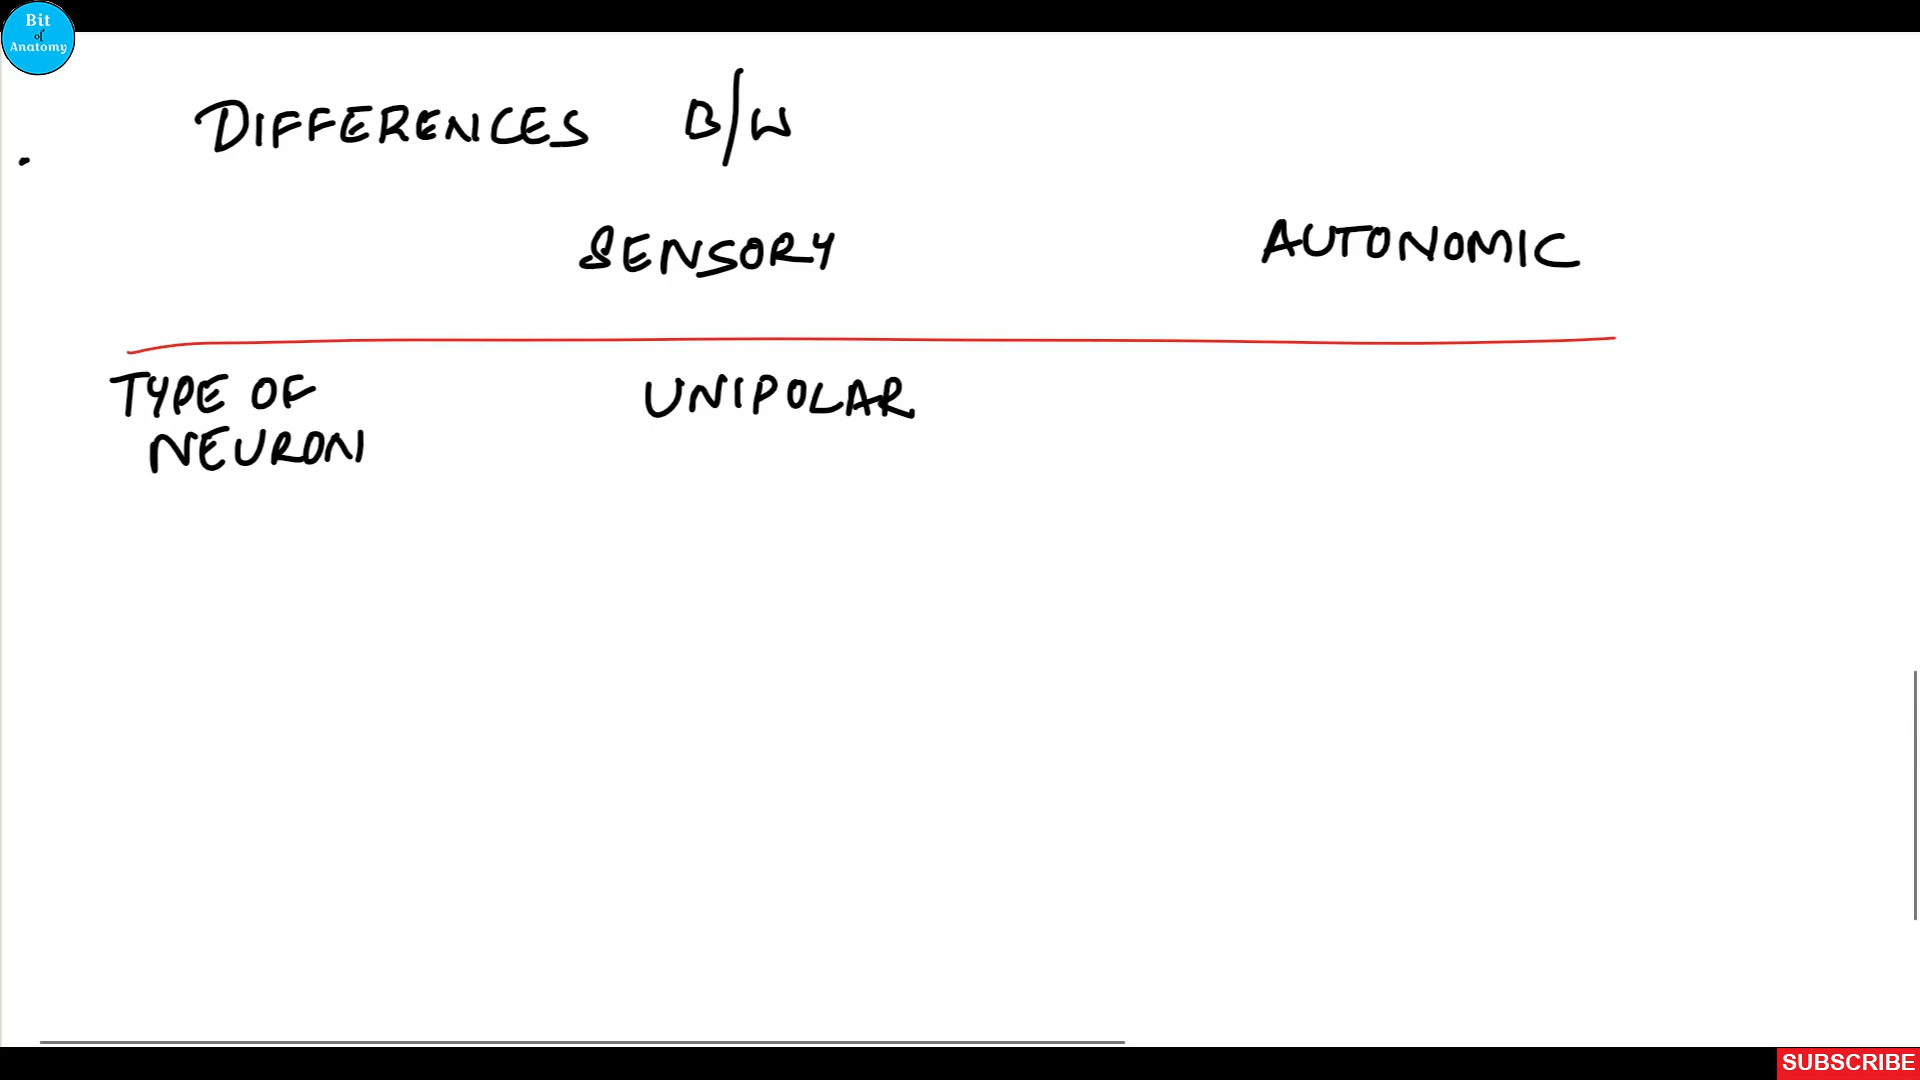 Bit
of
Anatomy
DIFFERENCES B/W
SENSORY AUTONOMIC
TYPE OF UNIPOLAR
NEURON
SUBSCRIBE